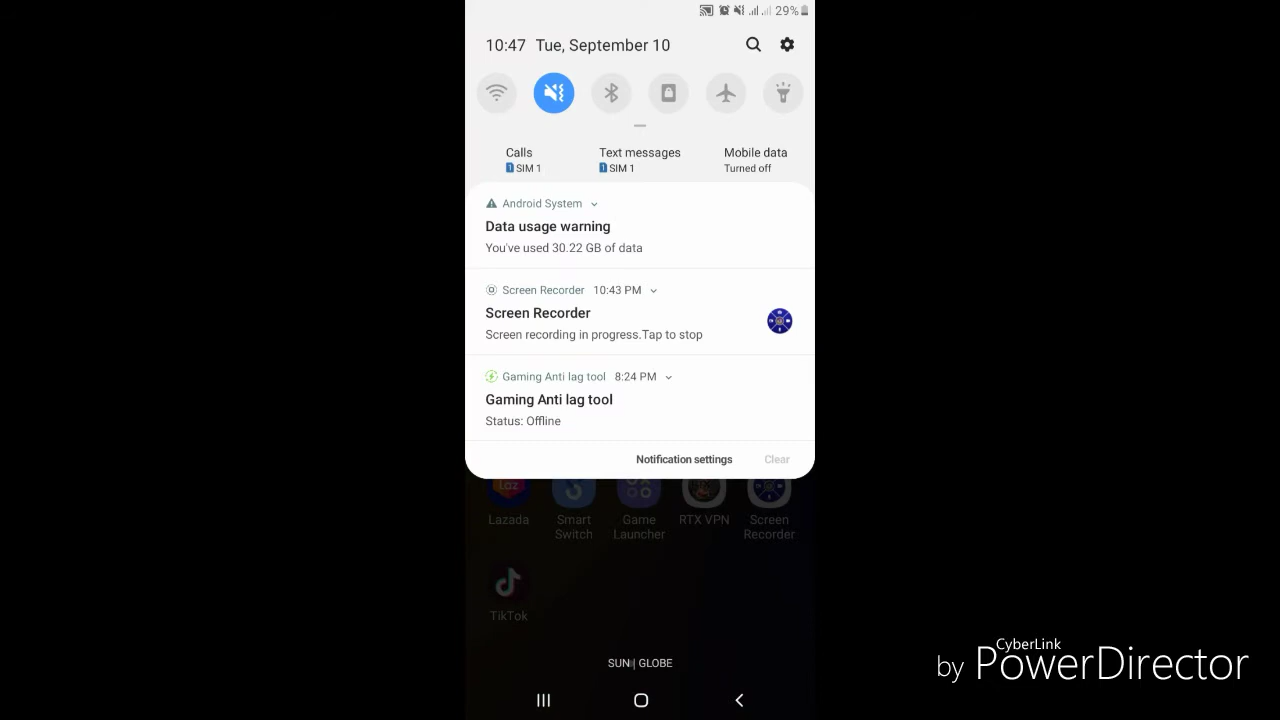 29%
10:47 Tue, September 10
Calls
1 SIM 1
Text messages
1 SIM 1
Mobile data
Turned off
Android System
Data usage warning
You've used 30.22 GB of data
Screen Recorder 10:43 PM
Screen Recorder
Screen recording in progress.Tap to stop
Gaming Anti lag tool 8:24 PM
Gaming Anti lag tool
Status: Offline
Notification settings
Clear
Laz
Lazada
Smart
Switch
Game
Launcher
RTX VPN
Screen
Recorder
TikTok
SUN | GLOBE
CyberLink
by PowerDirector